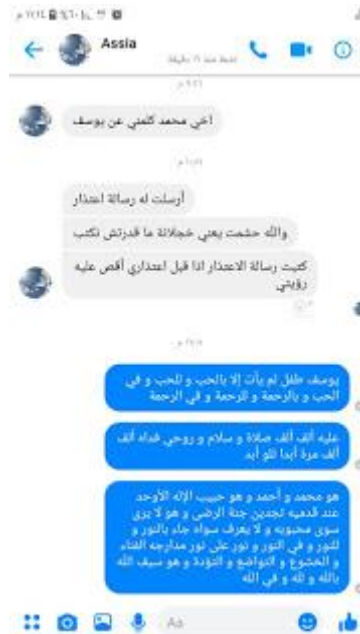 Assia
أخي محمد كلمني عن يوسف
أرسلت له رسالة اعتذار
والله حشمت يعني خجلانة ما قدرتش نكتب
كتبت رسالة الاعتذار اذا قبل اعتذاري أقص عليه
رؤيتي
يوسف طفل لم يأت إلا بالحب و للحب و في
الحب و بالرحمة و للرحمة و في الرحمة
عليه ألف ألف صلاة و سلام و روحي فداه ألف
ألف مرة أبدا تلو أبد
هو محمد و أحمد و هو حبيب الإله الأوحد
عند قدميه تجدين جنة الرضى و هو لا يرى
سوى محبوبه و لا يعرف سواه جاء بالنور و
للنور و في النور و نور على نور مدارجه الفناء
و الخشوع و التواضع و التؤدة و هو سيف الله
بالله و لله و في الله
Aa